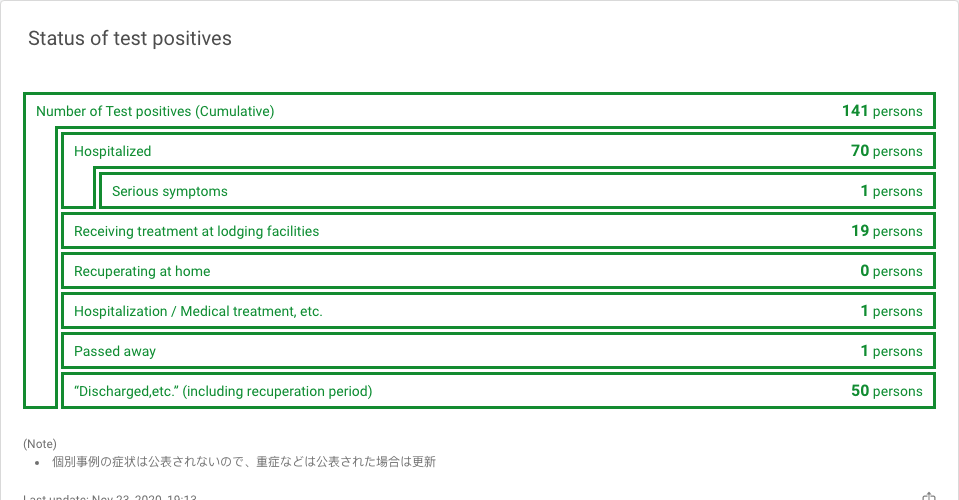 Status of test positives
Number of Test positives (Cumulative) 141 persons
Hospitalized 70 persons
Serious symptoms 1 persons
Receiving treatment at lodging facilities 19 persons
Recuperating at home 0 persons
Hospitalization / Medical treatment, etc. 1 persons
Passed away 1 persons
“Discharged,etc.” (including recuperation period) 50 persons
(Note)
• 個別事例の症状は公表されないので、重症などは公表された場合は更新
Last update: Nov 23, 2020, 19:13